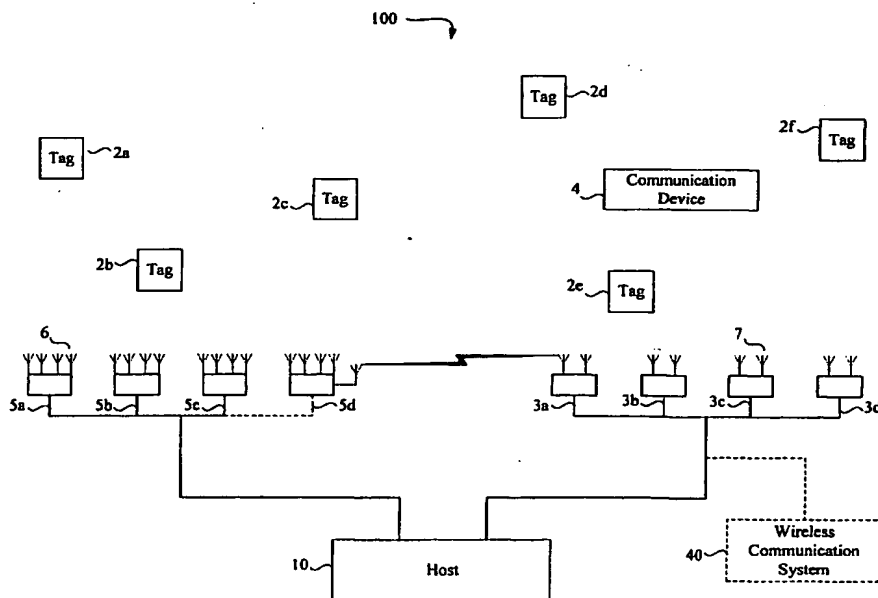 100
Tag
2d
2f
Tag
Tag
2a
2c
Tag
4
Communication
Device
2b
Tag
2e
Tag
6
7
5a
5b
5c
5d
3a
3b
3c
3d
10
Host
40
Wireless
Communication
System